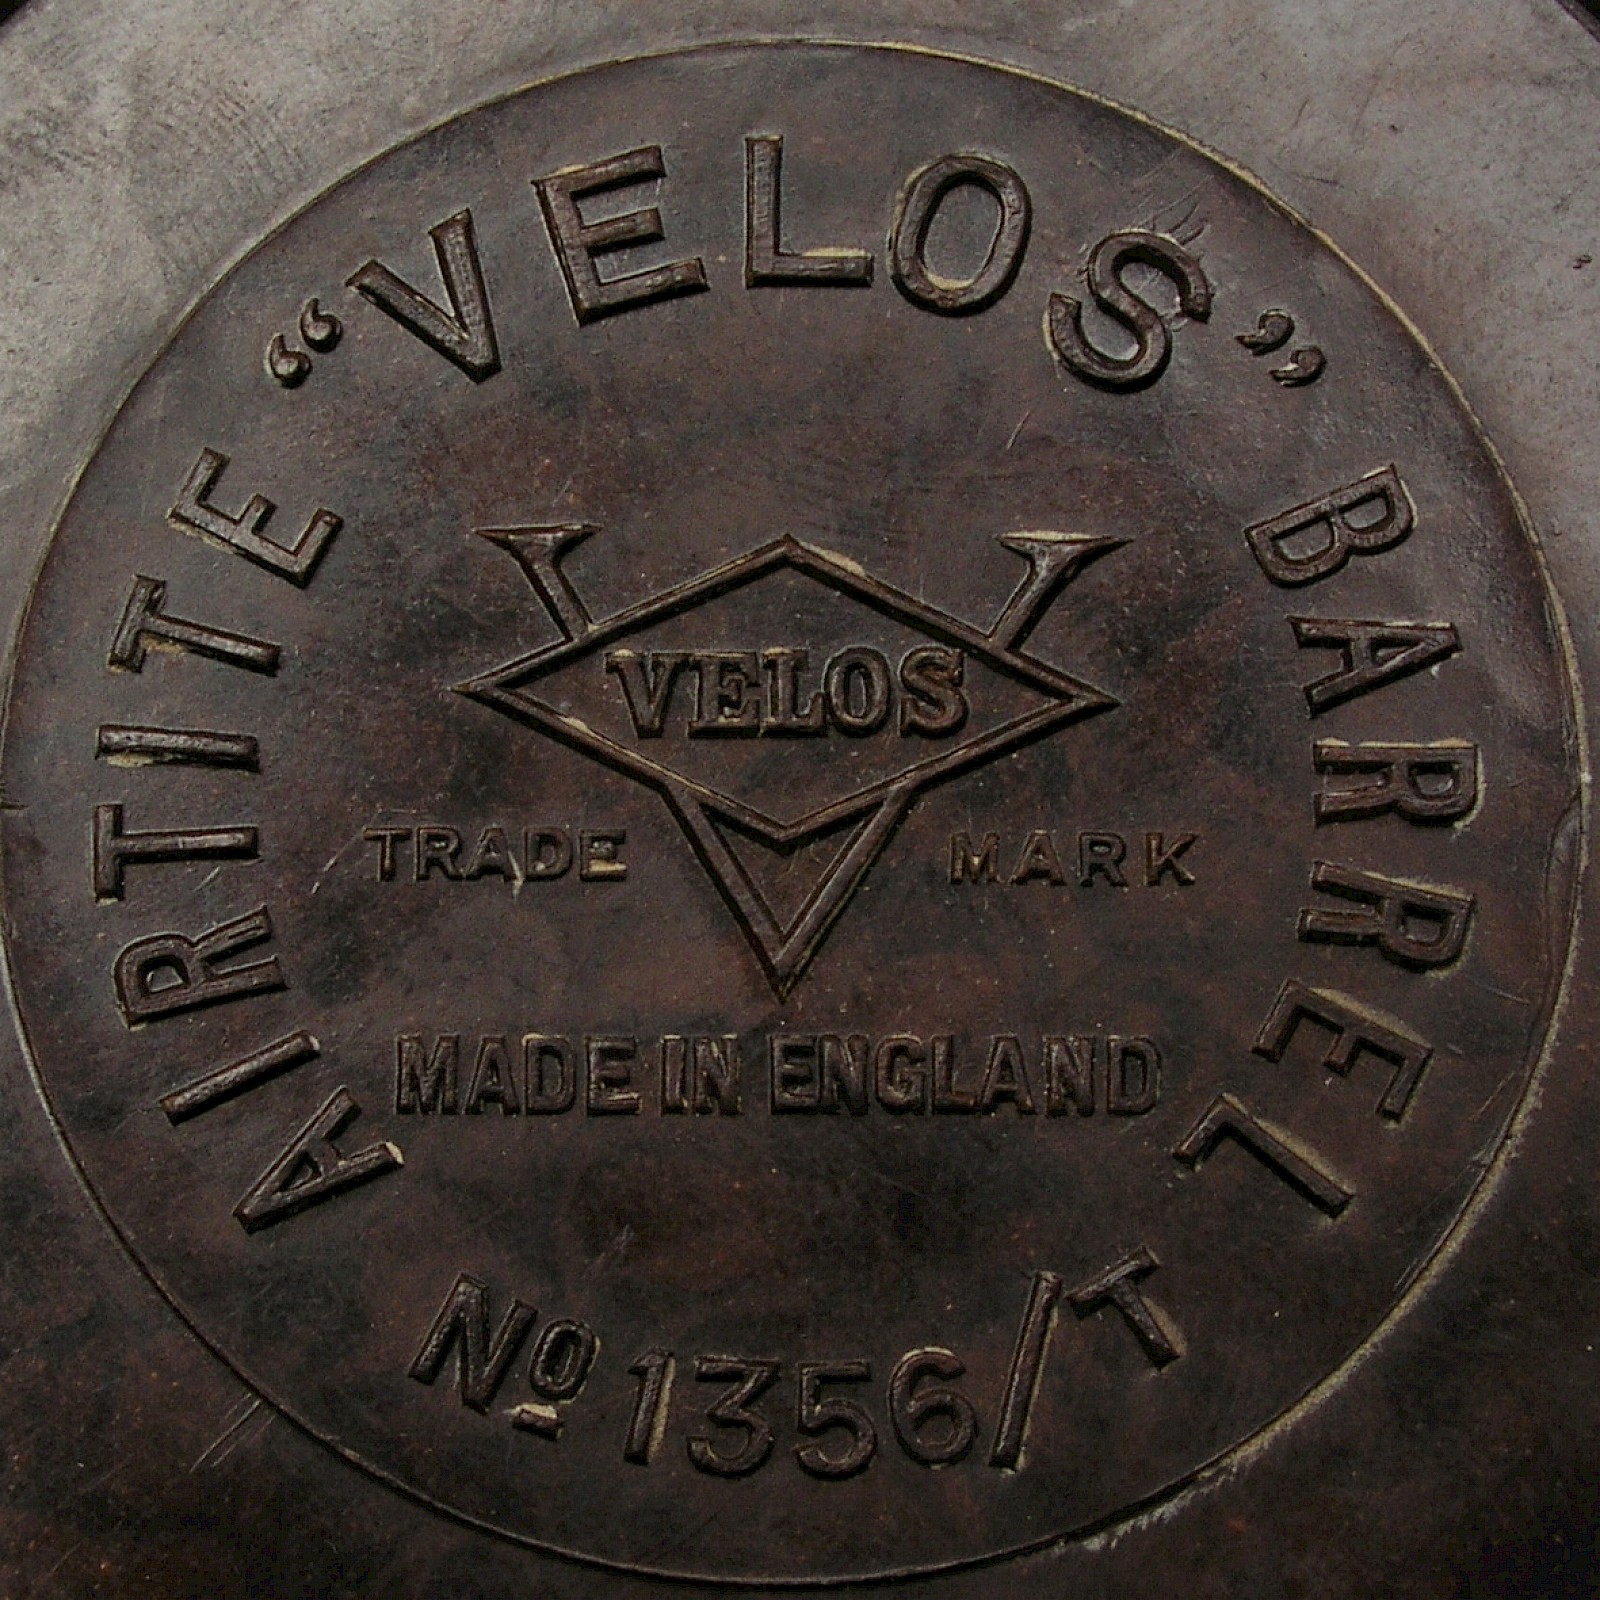 AIRTITE “VELOS” BARREL
VELOS
TRADE MARK
MADE IN ENGLAND
Nº 1356/T